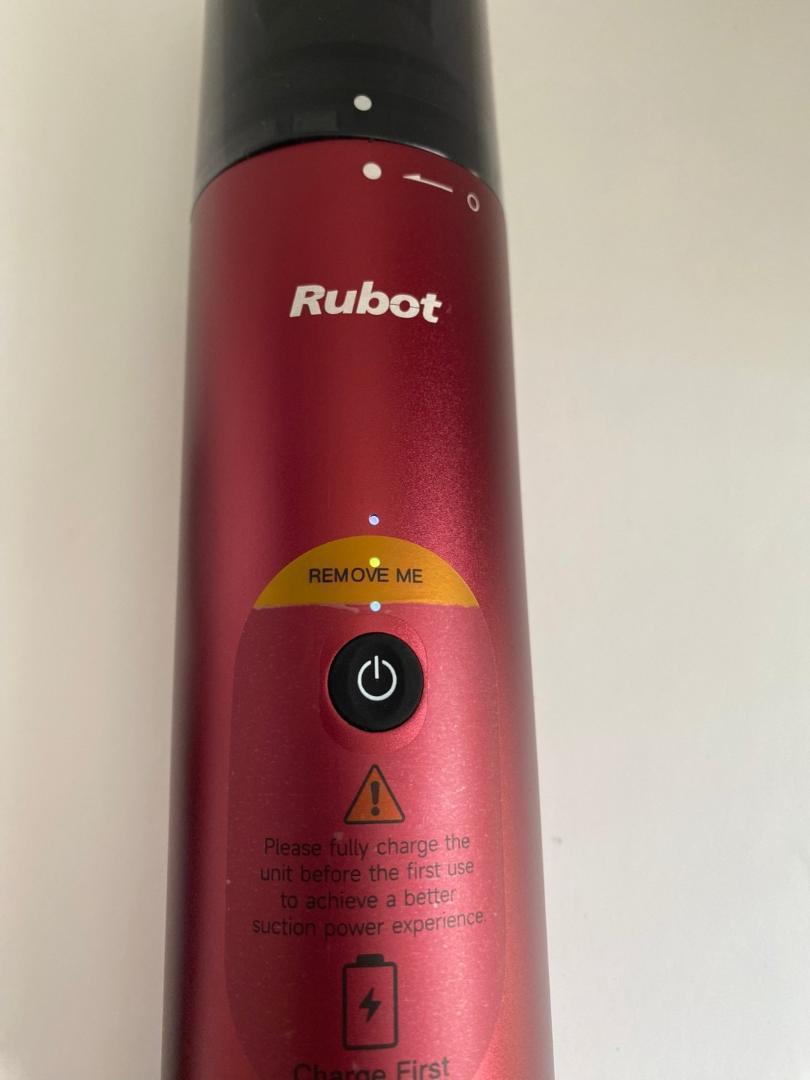 Rubot
REMOVE ME
Please fully charge the
unit before the first use
to achieve a better
suction power experience.
Charge First